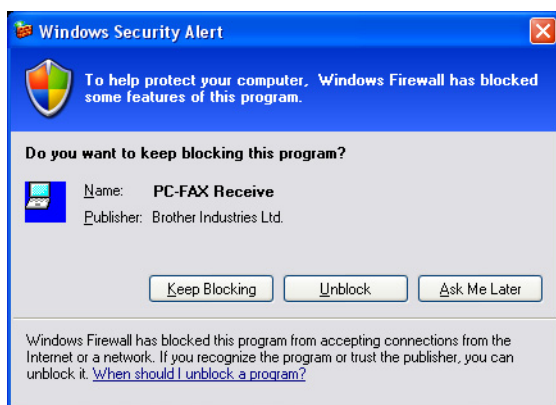 Windows Security Alert
To help protect your computer, Windows Firewall has blocked
some features of this program.
Do you want to keep blocking this program?
Name: PC-FAX Receive
Publisher: Brother Industries Ltd.
Keep Blocking Unblock Ask Me Later
Windows Firewall has blocked this program from accepting connections from the
Internet or a network. If you recognize the program or trust the publisher, you can
unblock it. When should I unblock a program?